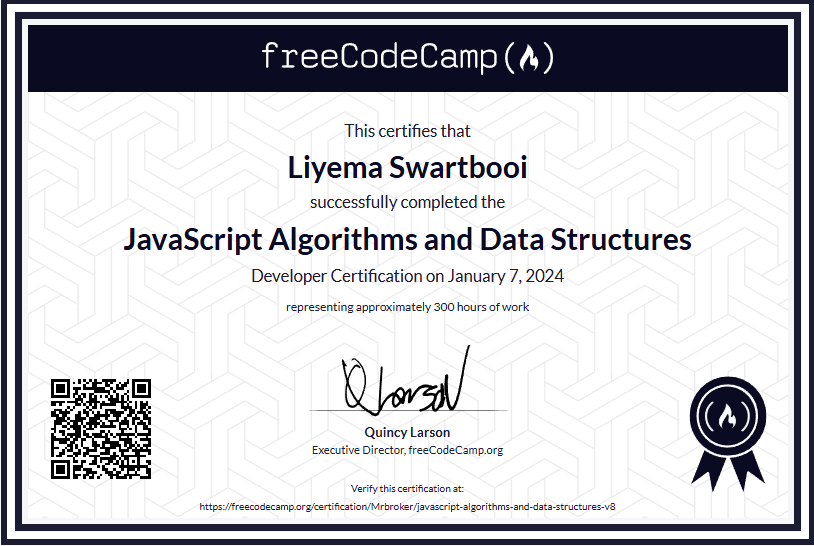 freeCodeCamp
This certifies that
Liyema Swartbooi
successfully completed the
JavaScript Algorithms and Data Structures
Developer Certification on January 7, 2024
representing approximately 300 hours of work
Quincy Larson
Executive Director, freeCodeCamp.org
Verify this certification at:
https://freecodecamp.org/certification/Mrbroker/javascript-algorithms-and-data-structures-v8